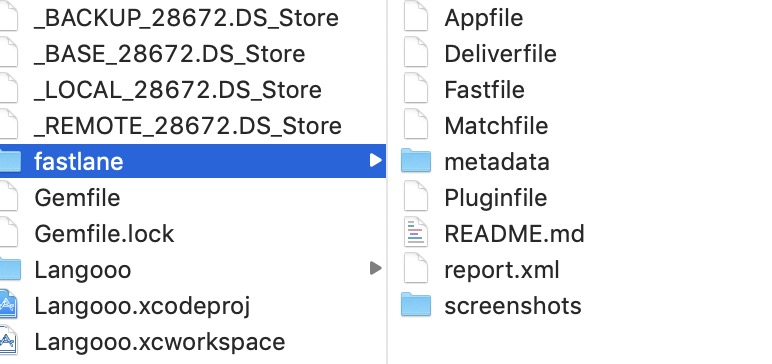 _BACKUP_28672.DS_Store
_BASE_28672.DS_Store
_LOCAL_28672.DS_Store
_REMOTE_28672.DS_Store
fastlane
Gemfile
Gemfile.lock
Langooo
Langooo.xcodeproj
Langooo.xcworkspace
Appfile
Deliverfile
Fastfile
Matchfile
metadata
Pluginfile
README.md
report.xml
screenshots